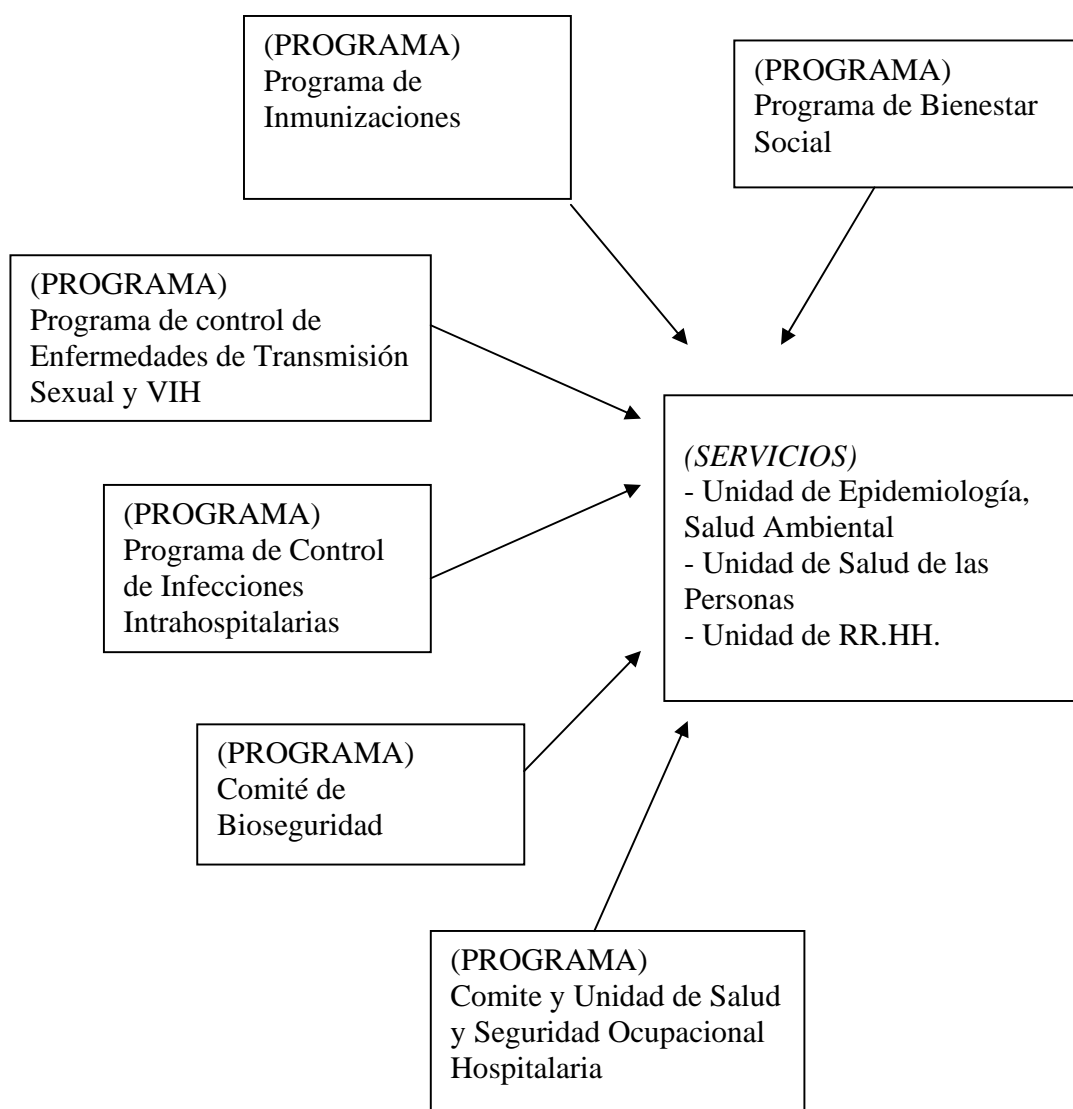 (PROGRAMA)
Programa de
Inmunizaciones
(PROGRAMA)
Programa de Bienestar
Social
(PROGRAMA)
Programa de control de
Enfermedades de Transmisión
Sexual y VIH
(SERVICIOS)
- Unidad de Epidemiología,
Salud Ambiental
- Unidad de Salud de las
Personas
- Unidad de RR.HH.
(PROGRAMA)
Programa de Control
de Infecciones
Intrahospitalarias
(PROGRAMA)
Comité de
Bioseguridad
(PROGRAMA)
Comite y Unidad de Salud
y Seguridad Ocupacional
Hospitalaria